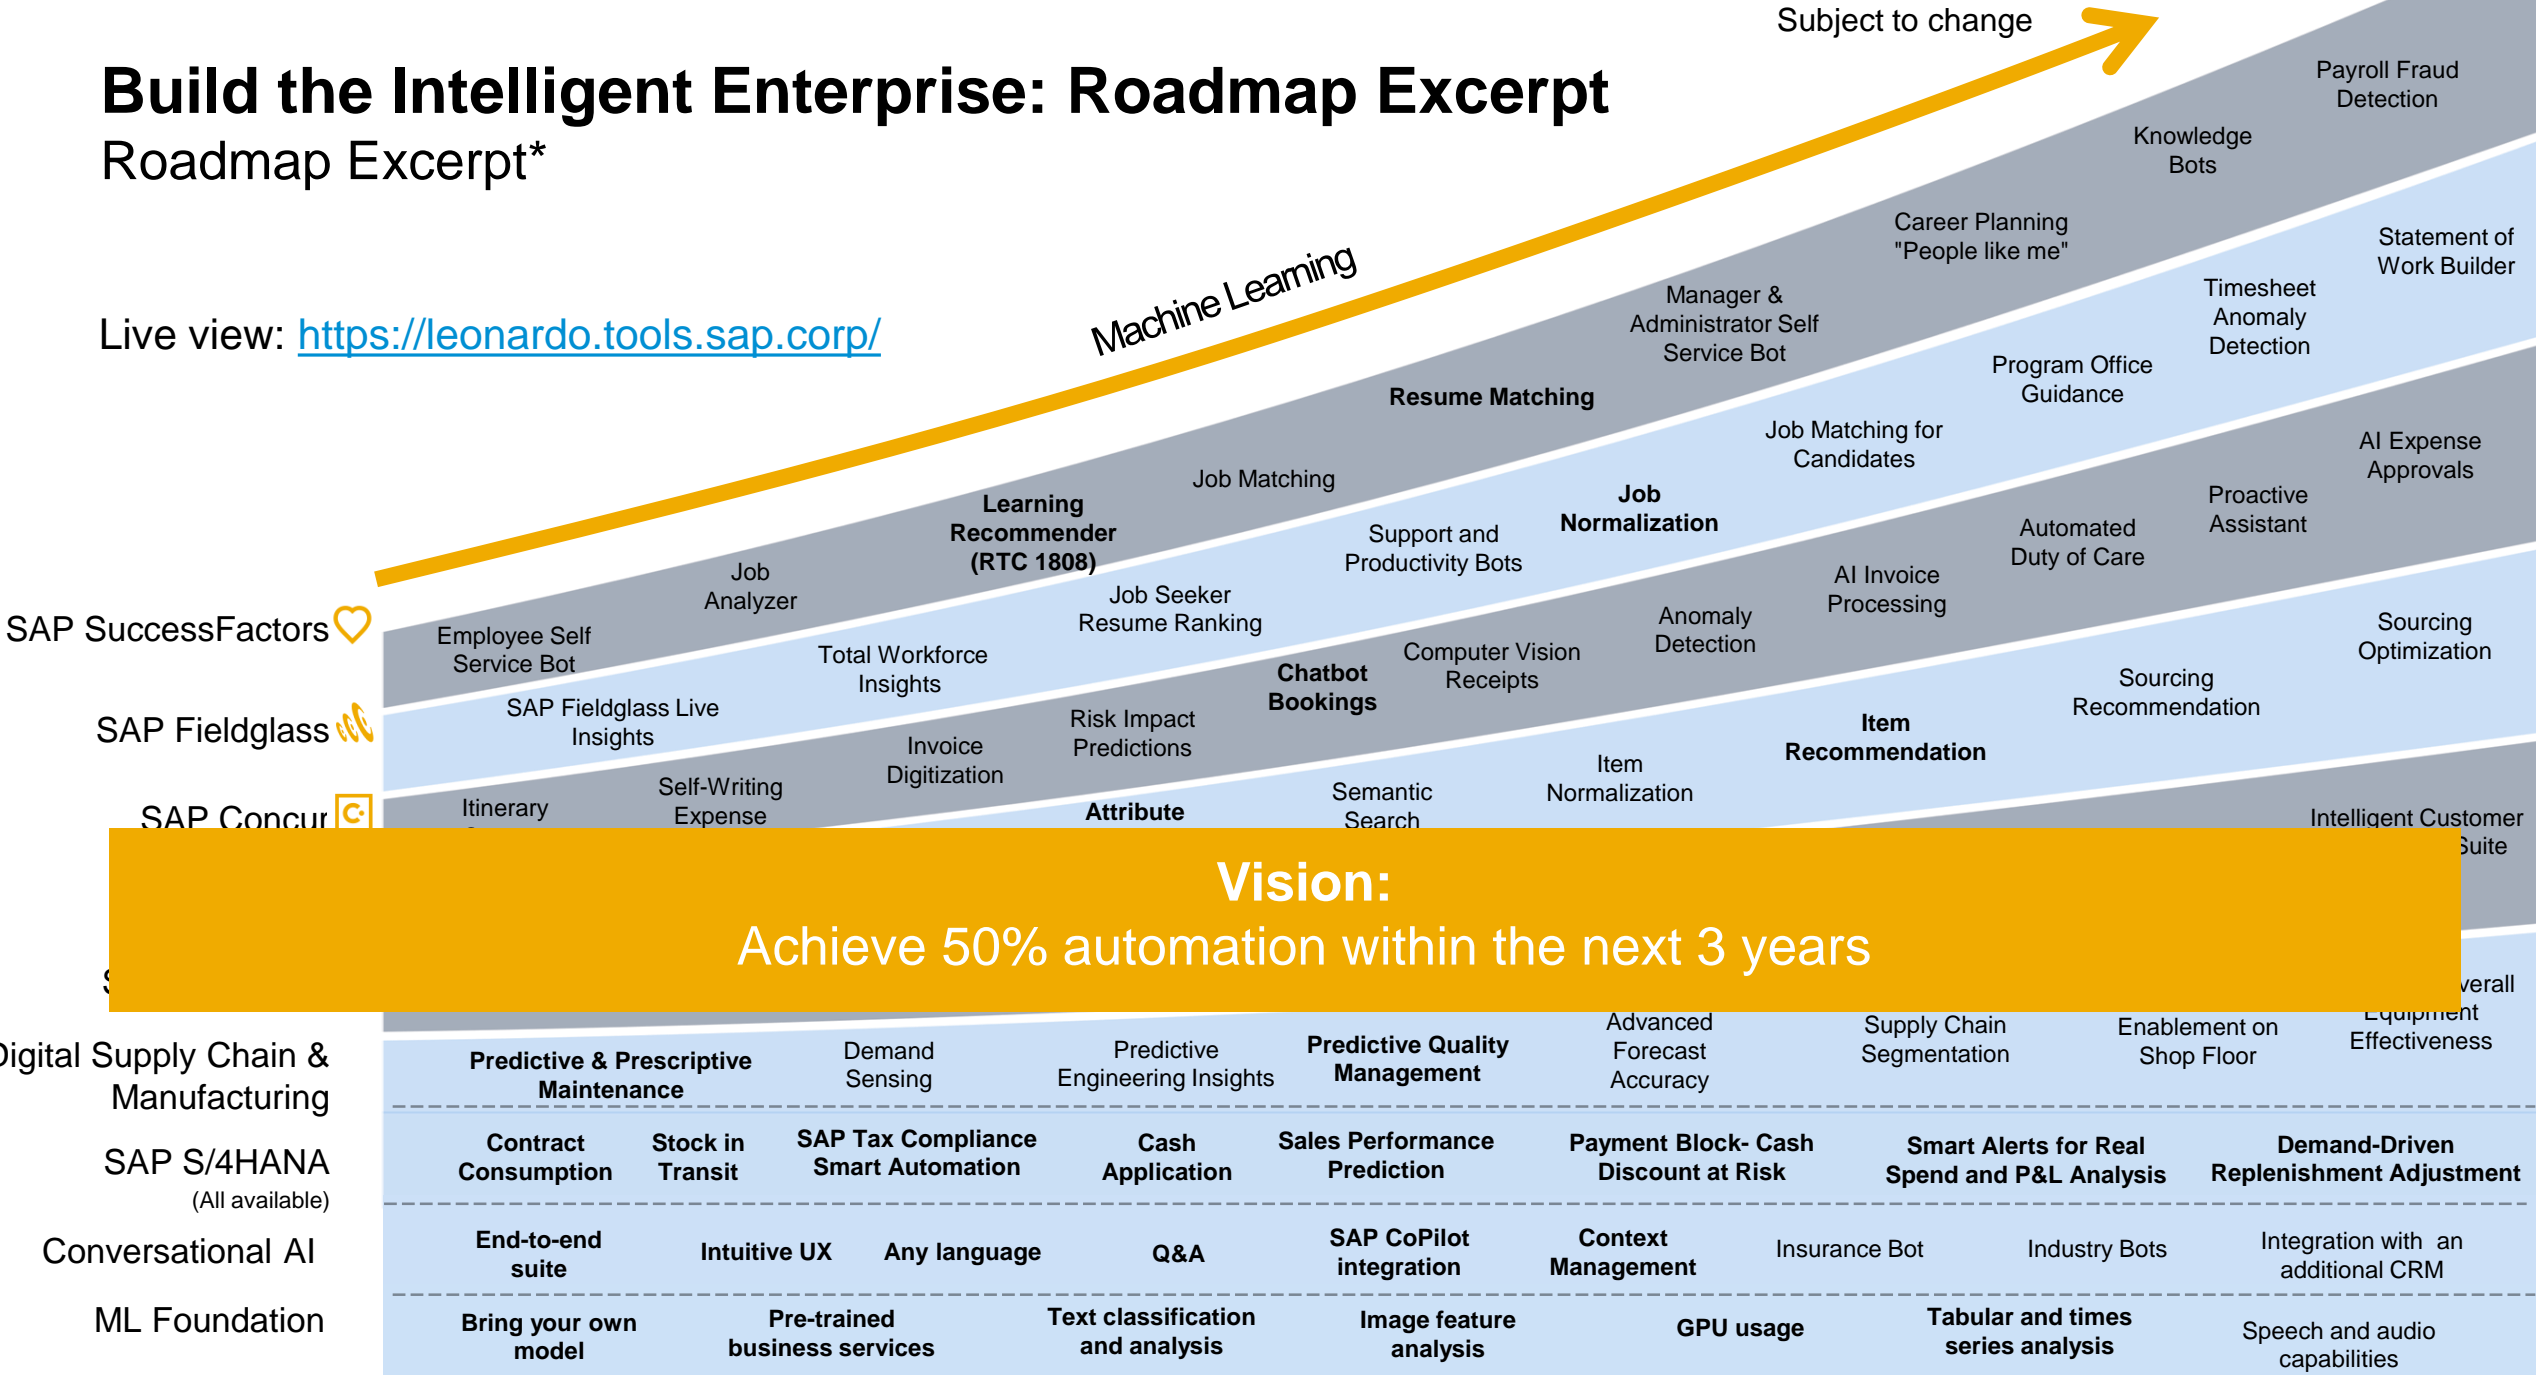 Subject to change
Build the Intelligent Enterprise: Roadmap Excerpt
Roadmap Excerpt*
Live view: https://leonardo.tools.sap.corp/
Machine Learning
SAP SuccessFactors
Employee Self
Service Bot
Job
Analyzer
Learning
Recommender
(RTC 1808)
Job Matching
Resume Matching
Manager &
Administrator Self
Service Bot
Career Planning
"People like me"
Knowledge
Bots
Payroll Fraud
Detection
SAP Fieldglass
SAP Fieldglass Live
Insights
Total Workforce
Insights
Job Seeker
Resume Ranking
Support and
Productivity Bots
Job
Normalization
Job Matching for
Candidates
Program Office
Guidance
Timesheet
Anomaly
Detection
Statement of
Work Builder
SAP Concur
Itinerary
Self-Writing
Expense
Invoice
Digitization
Risk Impact
Predictions
Chatbot
Bookings
Computer Vision
Receipts
Anomaly
Detection
AI Invoice
Processing
Automated
Duty of Care
Proactive
Assistant
AI Expense
Approvals
Attribute
Semantic
Search
Item
Normalization
Item
Recommendation
Sourcing
Recommendation
Sourcing
Optimization
Intelligent Customer
Suite
Vision:
Achieve 50% automation within the next 3 years
Digital Supply Chain &
Manufacturing
Predictive & Prescriptive
Maintenance
Demand
Sensing
Predictive
Engineering Insights
Predictive Quality
Management
Advanced
Forecast
Accuracy
Supply Chain
Segmentation
Enablement on
Shop Floor
Equipment
Effectiveness
SAP S/4HANA
(All available)
Contract
Consumption
Stock in
Transit
SAP Tax Compliance
Smart Automation
Cash
Application
Sales Performance
Prediction
Payment Block- Cash
Discount at Risk
Smart Alerts for Real
Spend and P&L Analysis
Demand-Driven
Replenishment Adjustment
Conversational AI
End-to-end
suite
Intuitive UX
Any language
Q&A
SAP CoPilot
integration
Context
Management
Insurance Bot
Industry Bots
Integration with an
additional CRM
ML Foundation
Bring your own
model
Pre-trained
business services
Text classification
and analysis
Image feature
analysis
GPU usage
Tabular and times
series analysis
Speech and audio
capabilities